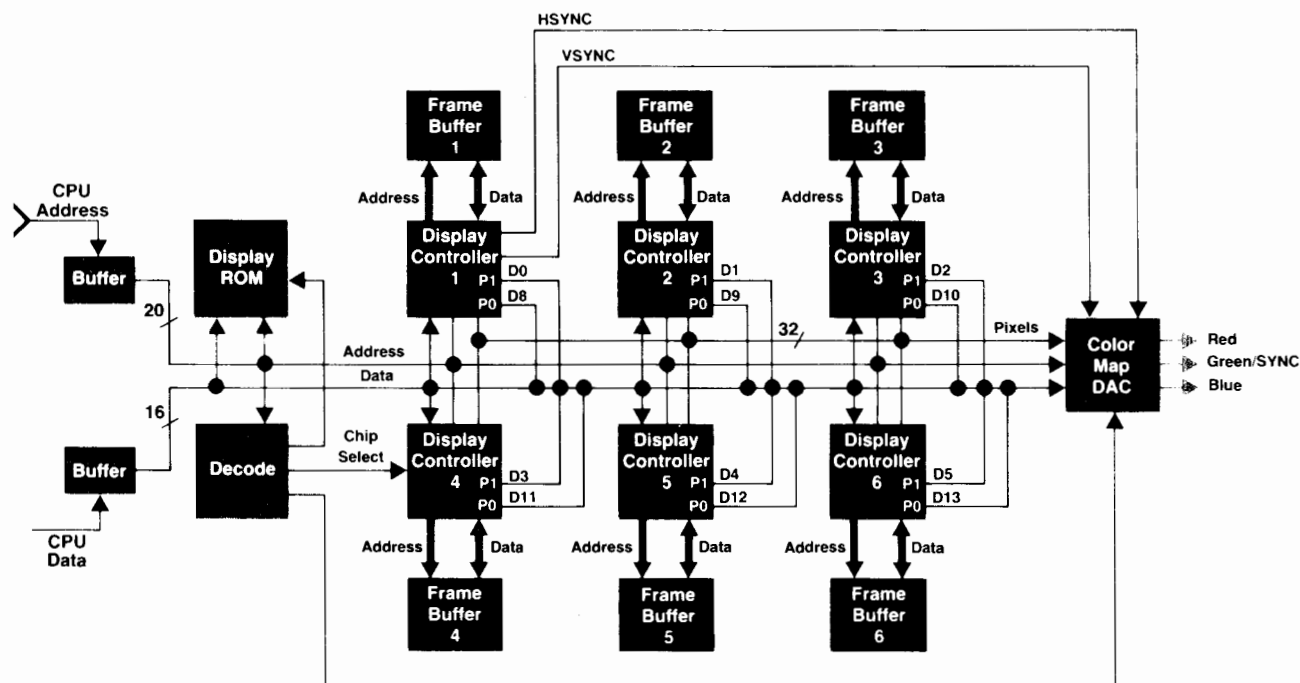 HSYNC
VSYNC
Frame
Buffer
1
Frame
Buffer
2
Frame
Buffer
3
Address
Data
Address
Data
Address
Data
CPU
Address
Buffer
Display
ROM
Display
Controller
1
P1
P0
D0
D8
Display
Controller
2
P1
P0
D1
D9
Display
Controller
3
P1
P0
D2
D10
20
32
Pixels
Address
Data
Color
Map
DAC
Red
Green/SYNC
Blue
16
Buffer
CPU
Data
Decode
Chip
Select
Display
Controller
4
P1
P0
D3
D11
Display
Controller
5
P1
P0
D4
D12
Display
Controller
6
P1
P0
D5
D13
Address
Data
Address
Data
Address
Data
Frame
Buffer
4
Frame
Buffer
5
Frame
Buffer
6